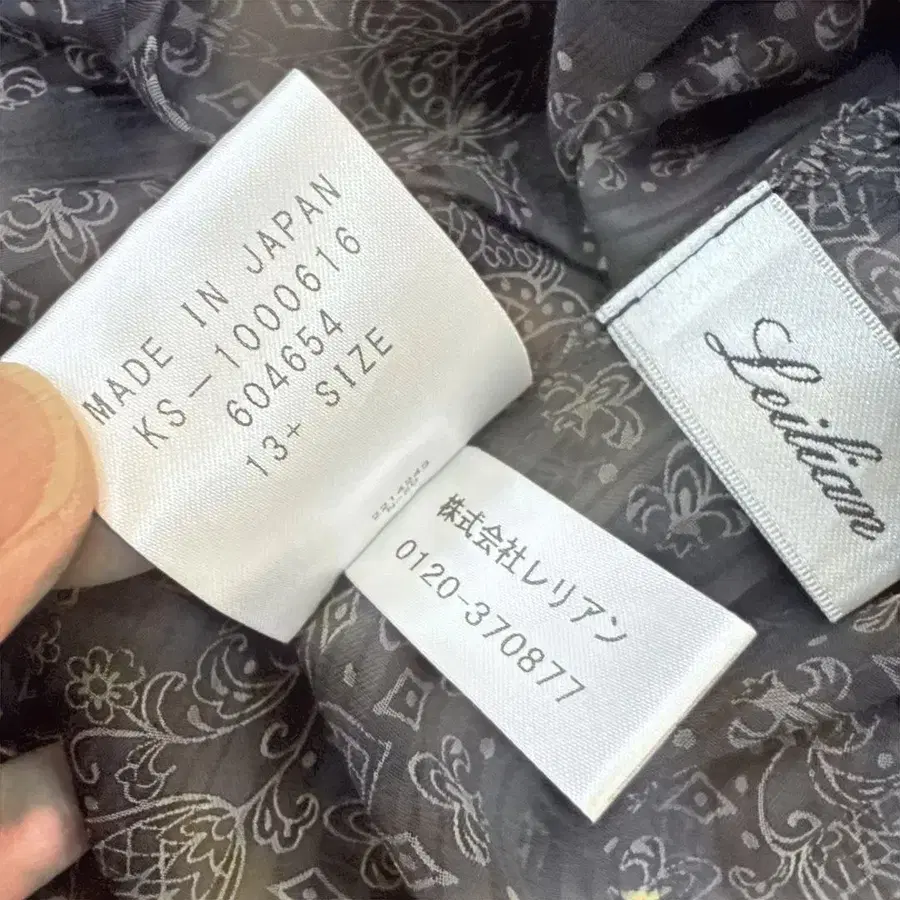 MADE IN JAPAN
KS-1000616
604654
13+ SIZE
株式会社レリアン
0120-370877
Leilian